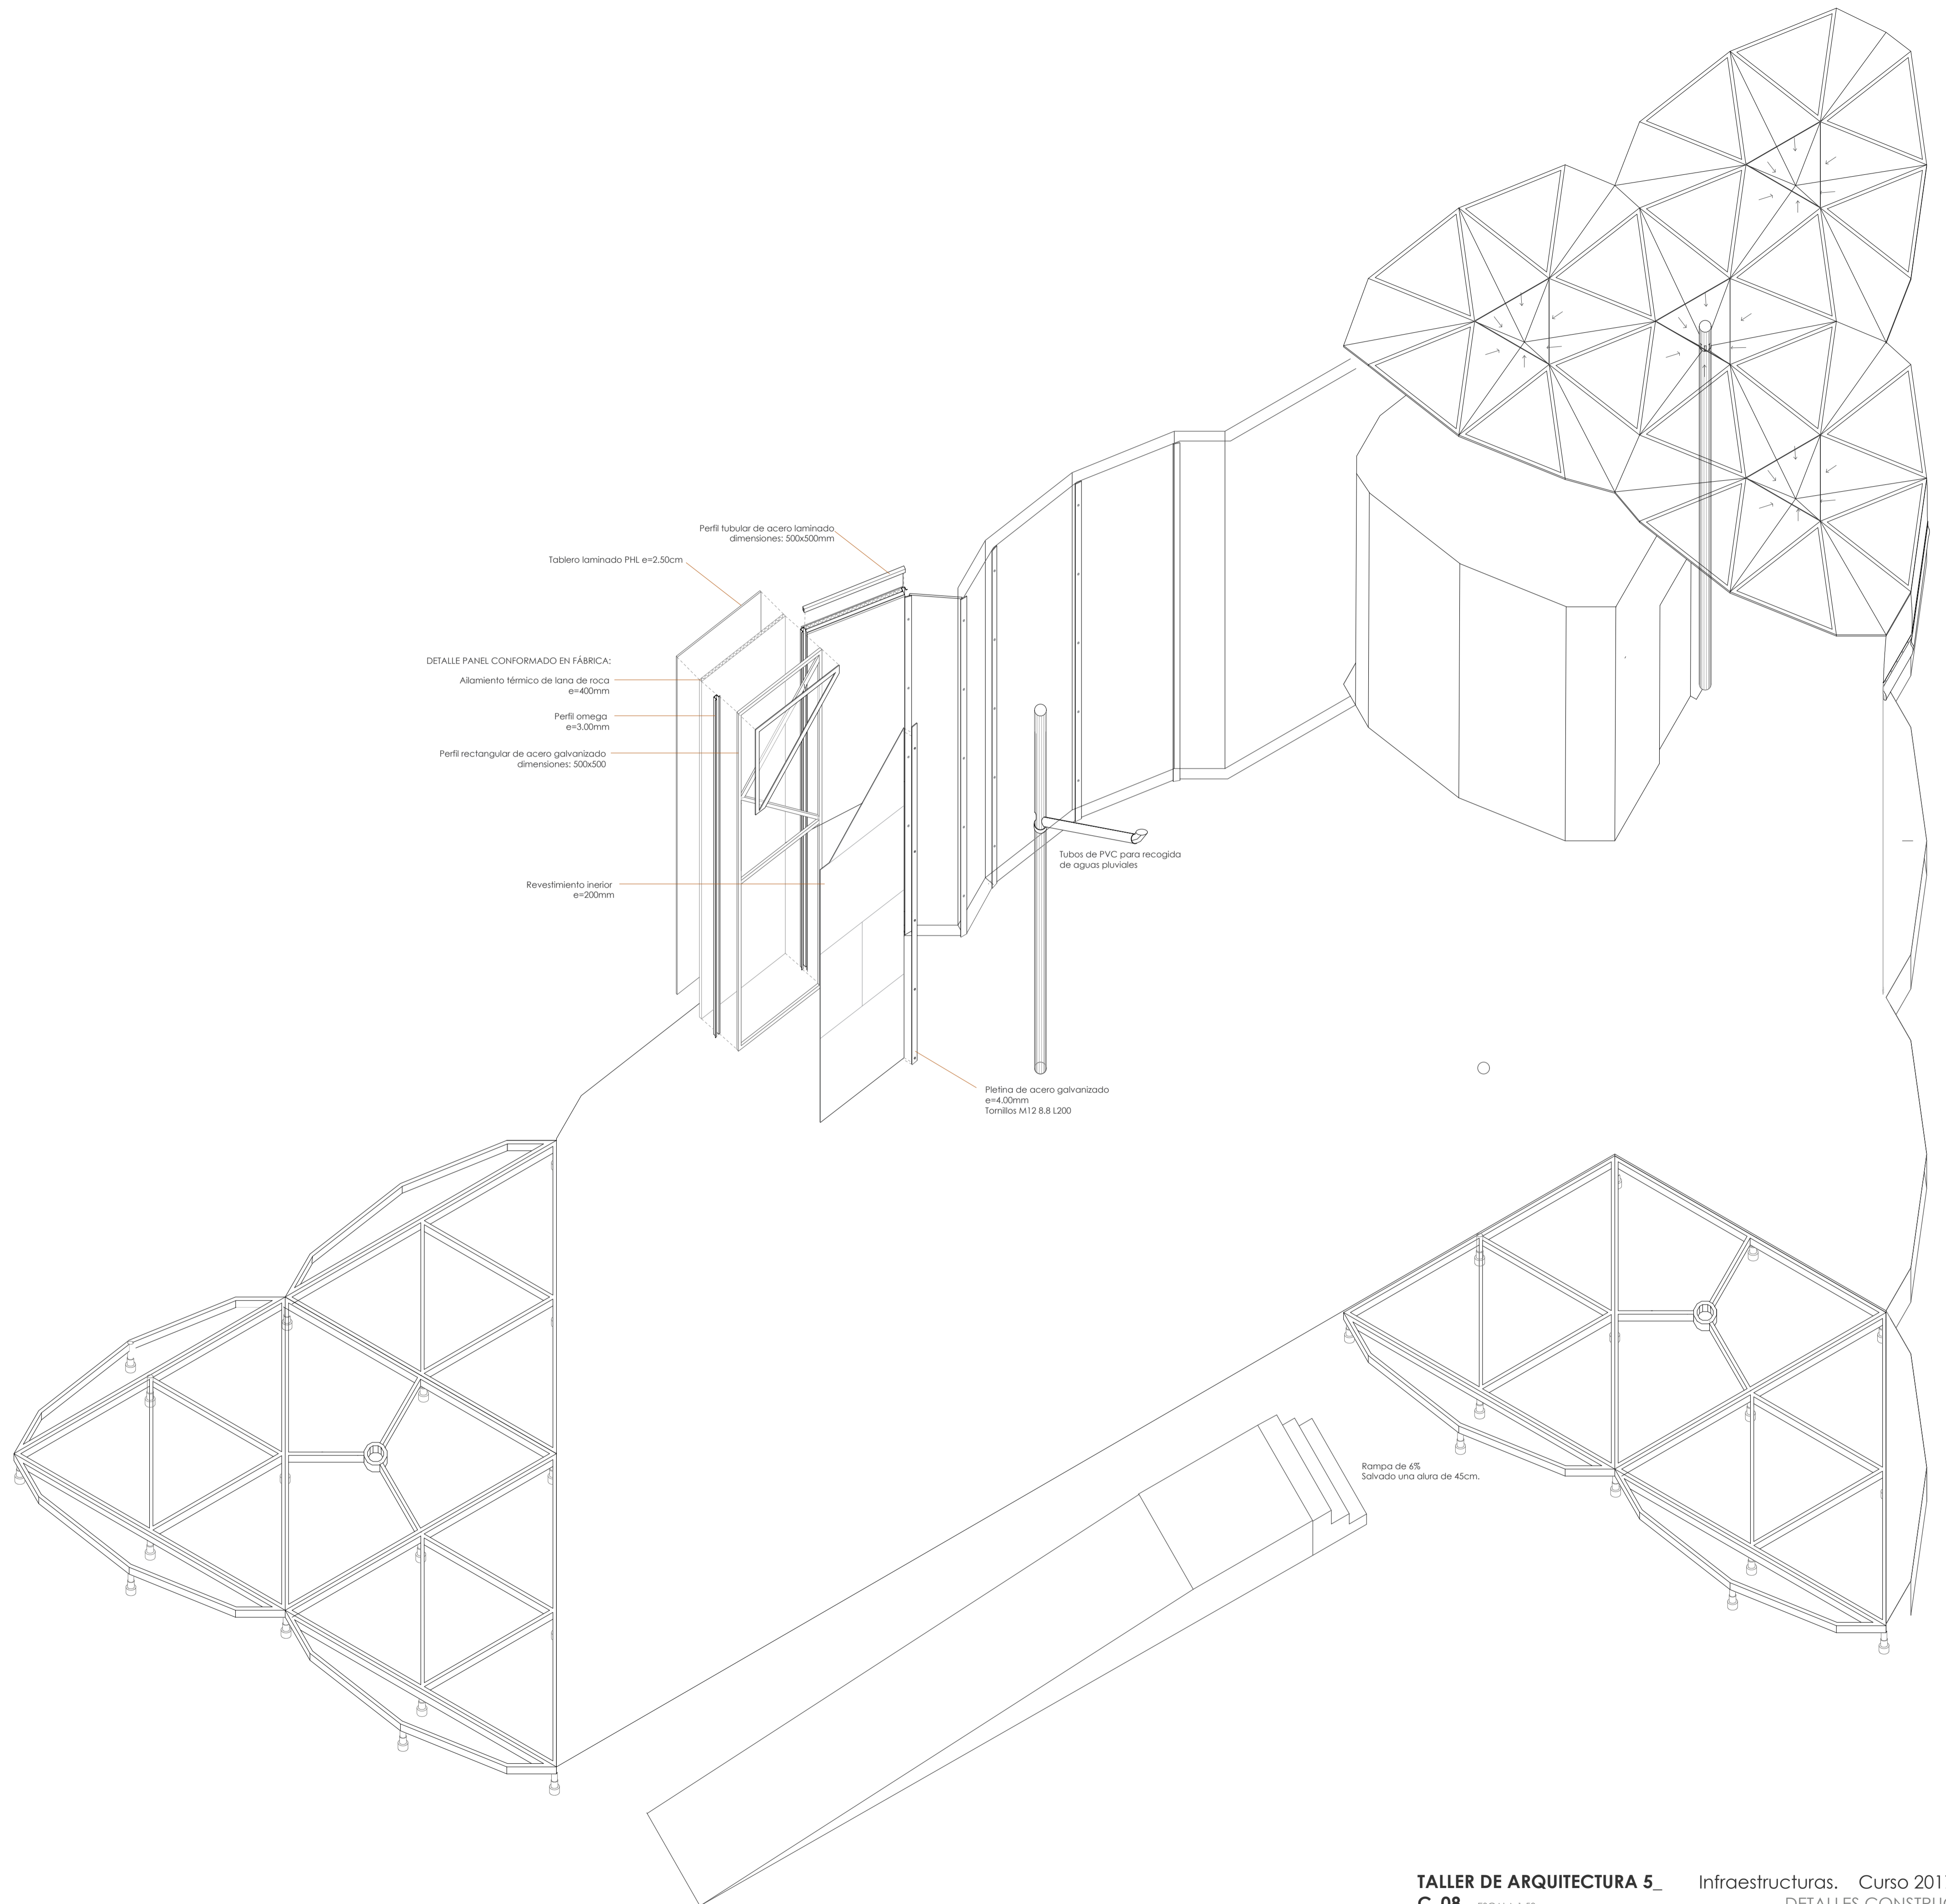 Perfil tubular de acero laminado
dimensiones: 500x500mm
Tablero laminado PHL e=2.50cm
DETALLE PANEL CONFORMADO EN FÁBRICA:
Ailamiento térmico de lana de roca
e=400mm
Perfil omega
e=3.00mm
Perfil rectangular de acero galvanizado
dimensiones: 500x500
Revestimiento inerior
e=200mm
Tubos de PVC para recogida
de aguas pluviales
Pletina de acero galvanizado
e=4.00mm
Tornillos M12 8.8 L200
Rampa de 6%
Salvado una alura de 45cm.
TALLER DE ARQUITECTURA 5_ Infraestructuras. Curso 201